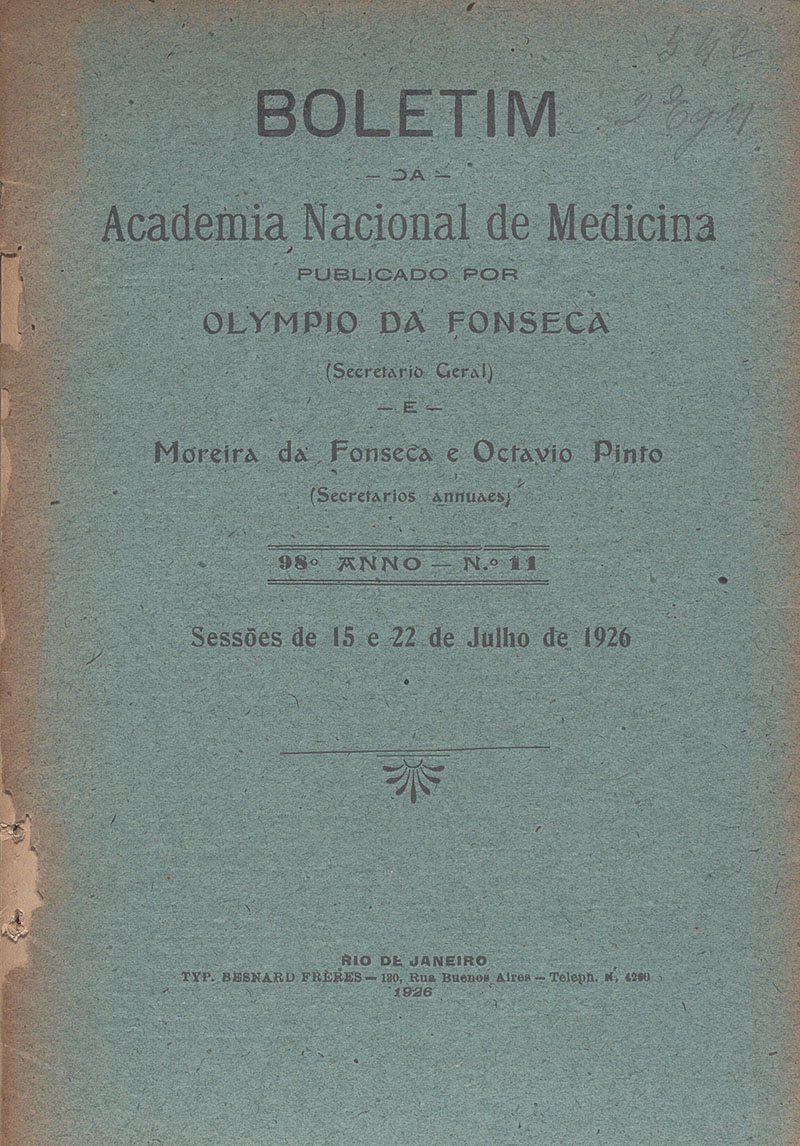 542
BOLETIM
— DA —
Academia Nacional de Medicina
PUBLICADO POR
OLYMPIO DA FONSECA
(Secretario Geral)
— E —
Moreira da Fonseca e Octavio Pinto
(Secretarios annuaes)
98º ANNO — N.º 11
Sessões de 15 e 22 de Julho de 1926
RIO DE JANEIRO
TYP. BESNARD FRÈRES — 130, Rua Buenos Aires — Teleph. N.
1926